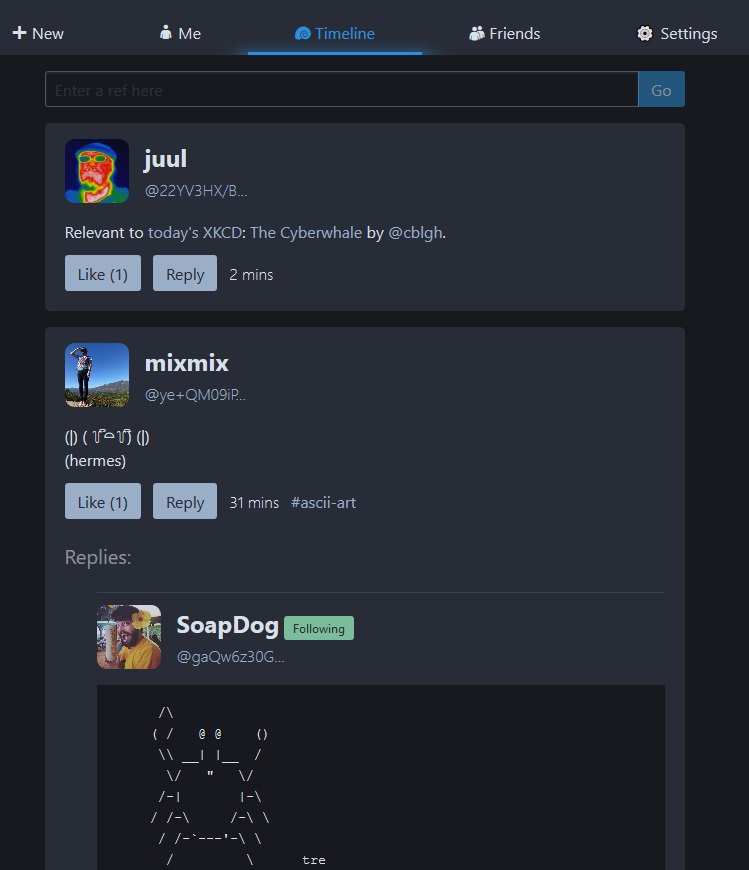 New Me Timeline Friends Settings
Enter a ref here Go
juul
@22YV3HX/B...
Relevant to today's XKCD: The Cyberwhale by @cblgh.
Like (1) Reply 2 mins
mixmix
@ye+QM09iP...
(hermes)
Like (1) Reply 31 mins #ascii-art
Replies:
SoapDog Following
@gaQw6z30G...
  /\
 ( /   @ @    ()
  \\ __| |__  /
   \/   "   \/
  /-|       |-\
 / /-\     /-\ \
  / /-`---'-\ \
   /         \      tre